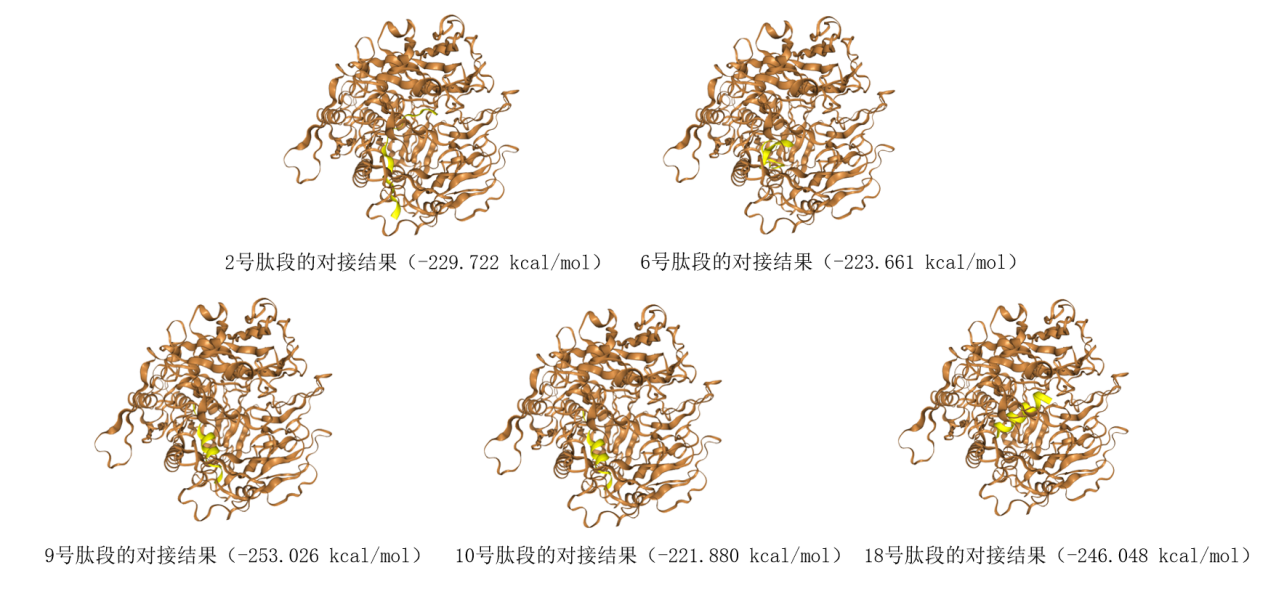 2号肽段的对接结果（-229.722 kcal/mol）
6号肽段的对接结果（-223.661 kcal/mol）
9号肽段的对接结果（-253.026 kcal/mol）
10号肽段的对接结果（-221.880 kcal/mol）
18号肽段的对接结果（-246.048 kcal/mol）